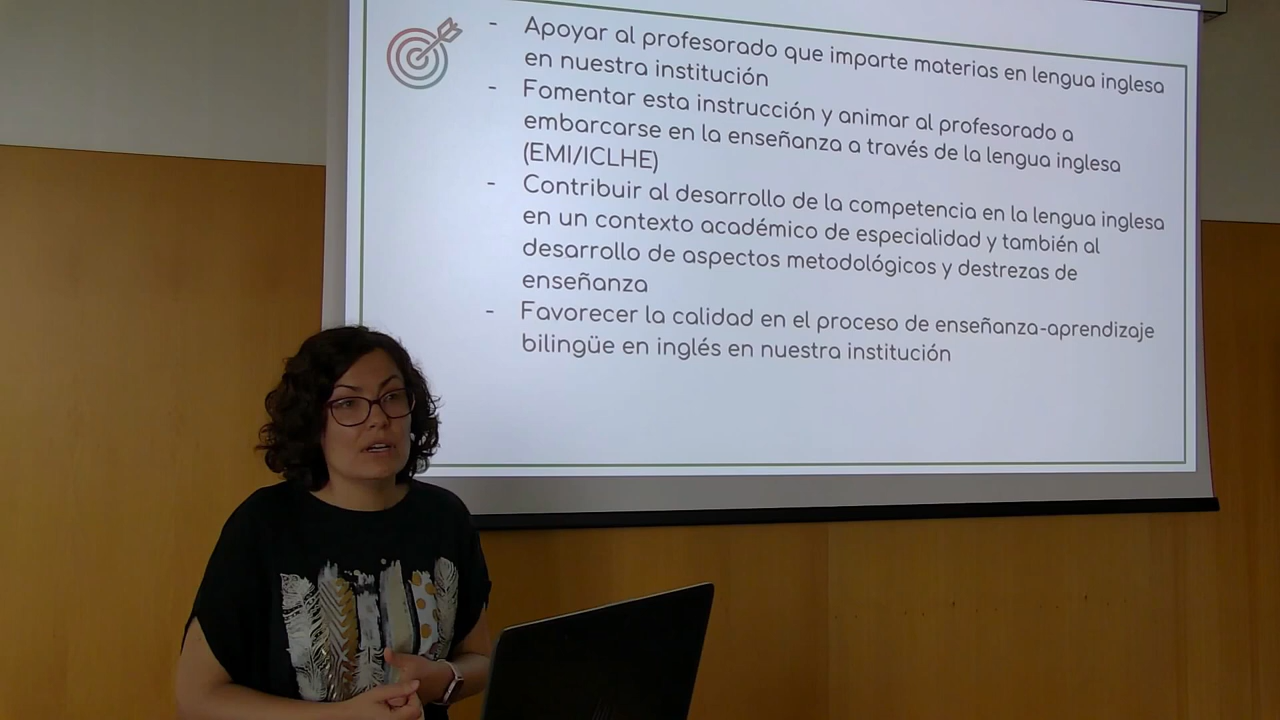 - Apoyar al profesorado que imparte materias en lengua inglesa
en nuestra institución
- Fomentar esta instrucción y animar al profesorado a
embarcarse en la enseñanza a través de la lengua inglesa
(EMI/ICLHE)
- Contribuir al desarrollo de la competencia en la lengua inglesa
en un contexto académico de especialidad y también al
desarrollo de aspectos metodológicos y destrezas de
enseñanza
- Favorecer la calidad en el proceso de enseñanza-aprendizaje
bilingüe en inglés en nuestra institución